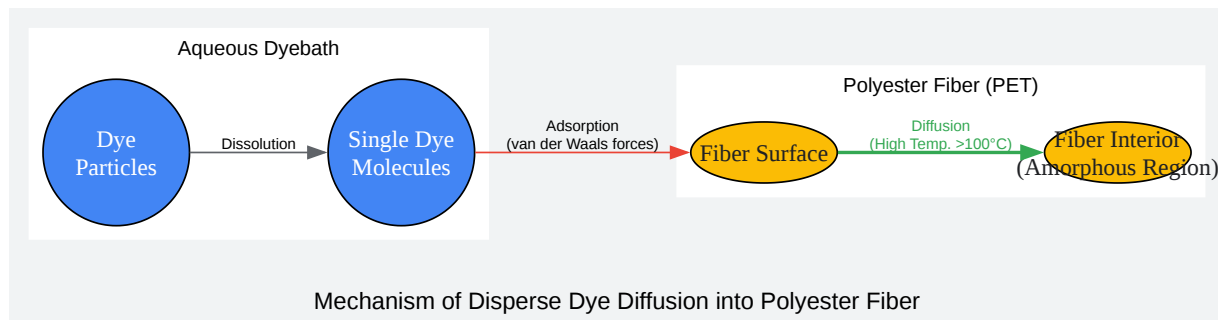 Aqueous Dyebath
Dye
Particles
Dissolution
Single Dye
Molecules
Adsorption
(van der Waals forces)
Polyester Fiber (PET)
Fiber Surface
Diffusion
(High Temp. >100°C)
Fiber Interior
(Amorphous Region)
Mechanism of Disperse Dye Diffusion into Polyester Fiber